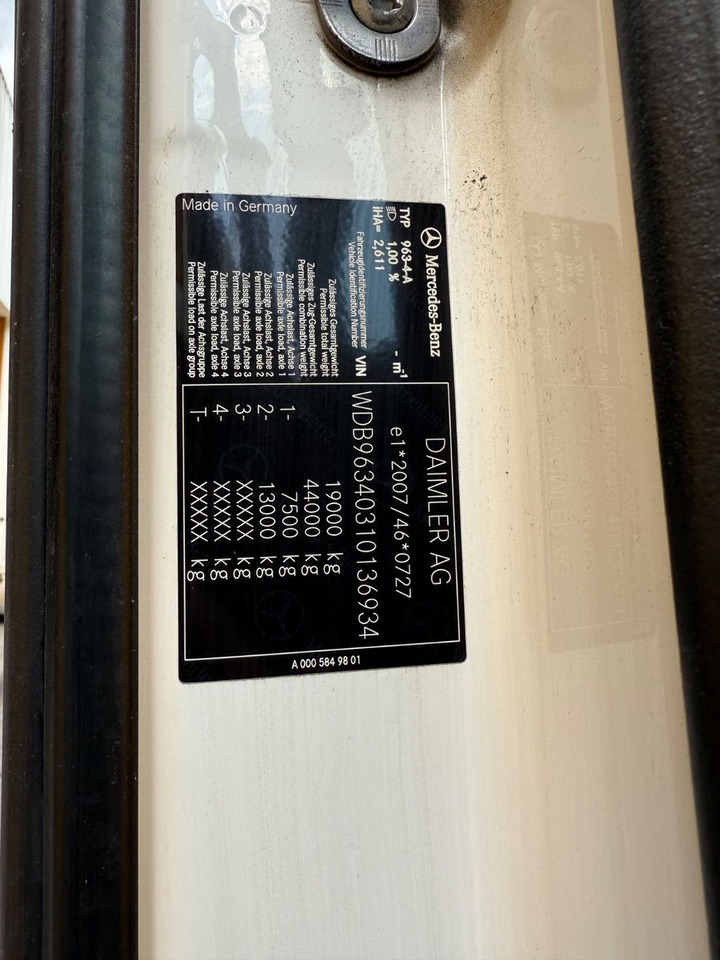 Mercedes-Benz
TYP 963-4-A
1,00 %
- m¹
iHA= 2,611
DAIMLER AG
e1*2007/46*0727
Fahrzeugidentifizierungsnummer
Vehicle Identification Number
VIN
WDB96340310136934
Zulässiges Gesamtgewicht
Permissible total weight
19000 kg
Zulässiges Zug-Gesamtgewicht
Permissible combination weight
44000 kg
Zulässige Achslast, Achse 1
Permissible axle load, axle 1
1- 7500 kg
Zulässige Achslast, Achse 2
Permissible axle load, axle 2
2- 13000 kg
Zulässige Achslast, Achse 3
Permissible axle load, axle 3
3- XXXXX kg
Zulässige Achslast, Achse 4
Permissible axle load, axle 4
4- XXXXX kg
Zulässige Last der Achsgruppe
Permissible load on axle group
T- XXXXX kg
Made in Germany
A 000 584 98 01